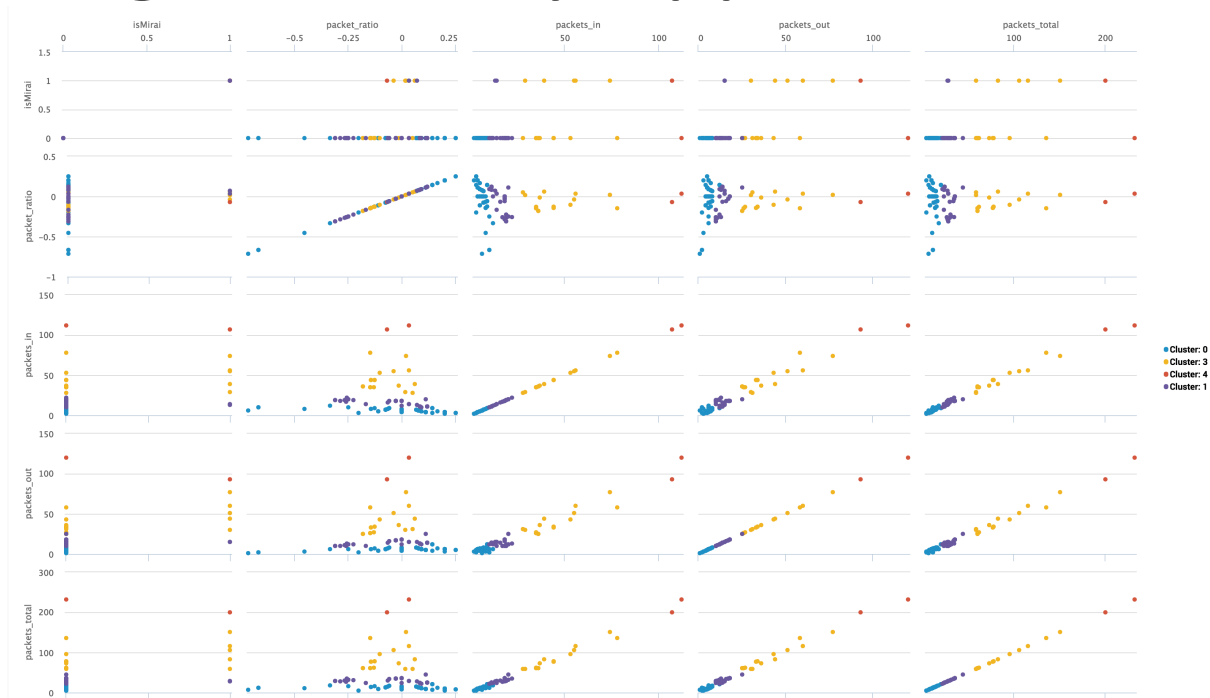 isMirai packet_ratio packets_in packets_out packets_total
0 0.5 1 −0.5 −0.25 0 0.25 50 100 0 50 100 100 200
1.5
1
0.5
0
isMirai
0.5
0
−0.5
−1
packet_ratio
150
100
50
0
packets_in
150
100
50
0
packets_out
300
200
100
0
packets_total
Cluster: 0
Cluster: 3
Cluster: 4
Cluster: 1